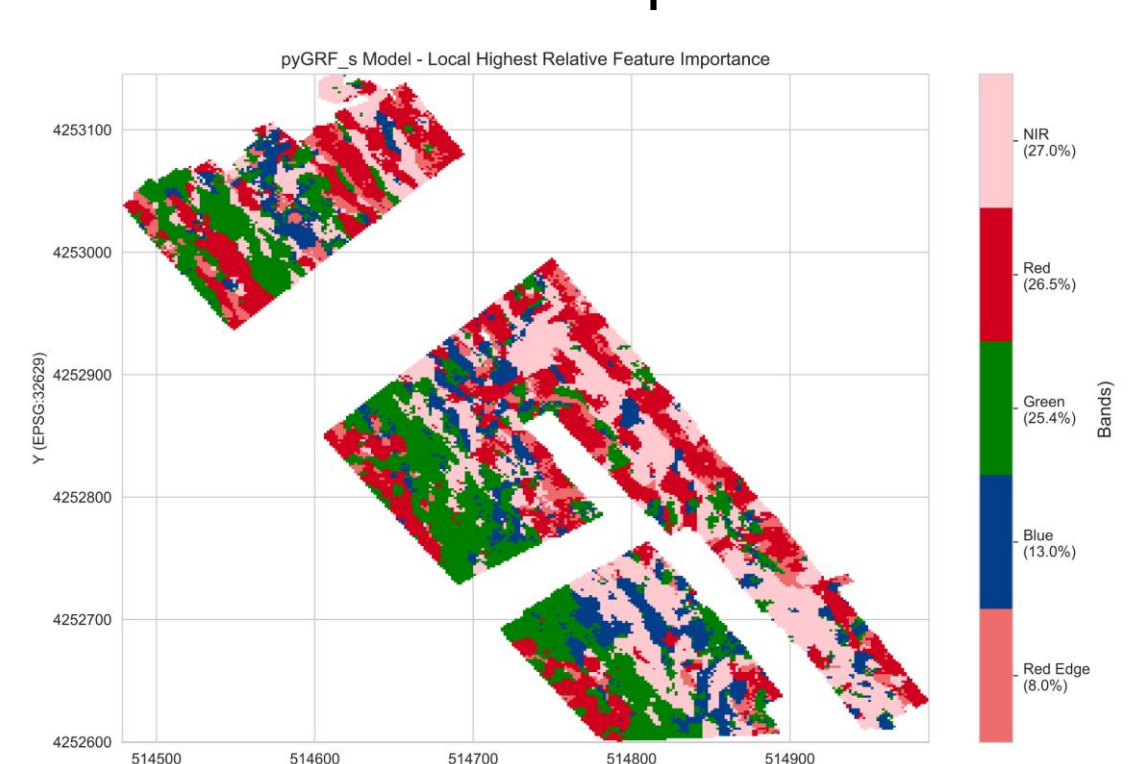 pyGRF_s Model - Local Highest Relative Feature Importance
4253100
4253000
4252900
4252800
4252700
4252600
Y (EPSG:32629)
514500
514600
514700
514800
514900
NIR
(27.0%)
Red
(26.5%)
Green
(25.4%)
Blue
(13.0%)
Red Edge
(8.0%)
Bands)